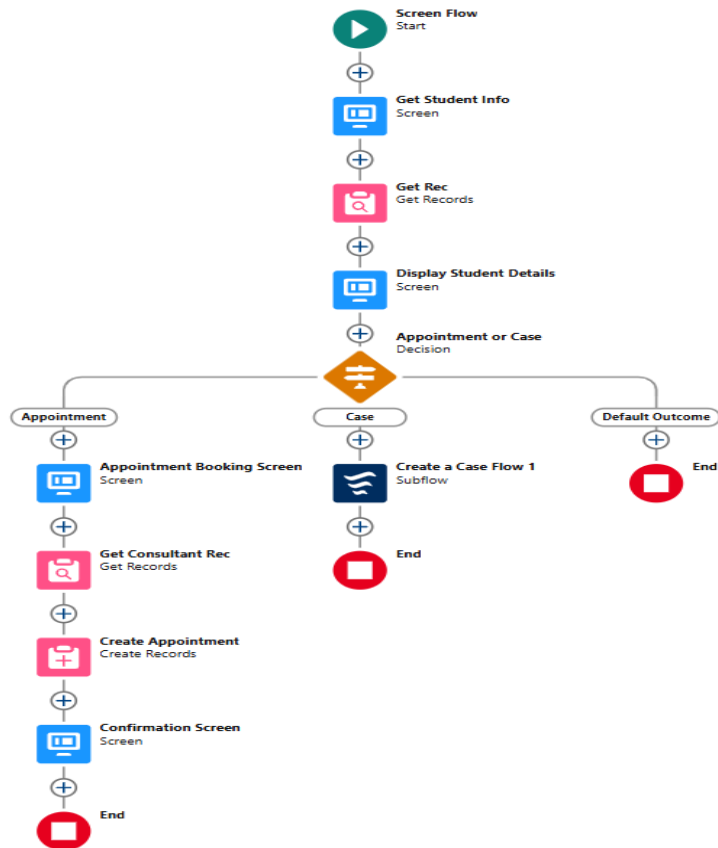 Screen Flow
Start
Get Student Info
Screen
Get Rec
Get Records
Display Student Details
Screen
Appointment or Case
Decision
Appointment
Case
Default Outcome
Appointment Booking Screen
Screen
Create a Case Flow 1
Subflow
End
Get Consultant Rec
Get Records
End
Create Appointment
Create Records
Confirmation Screen
Screen
End